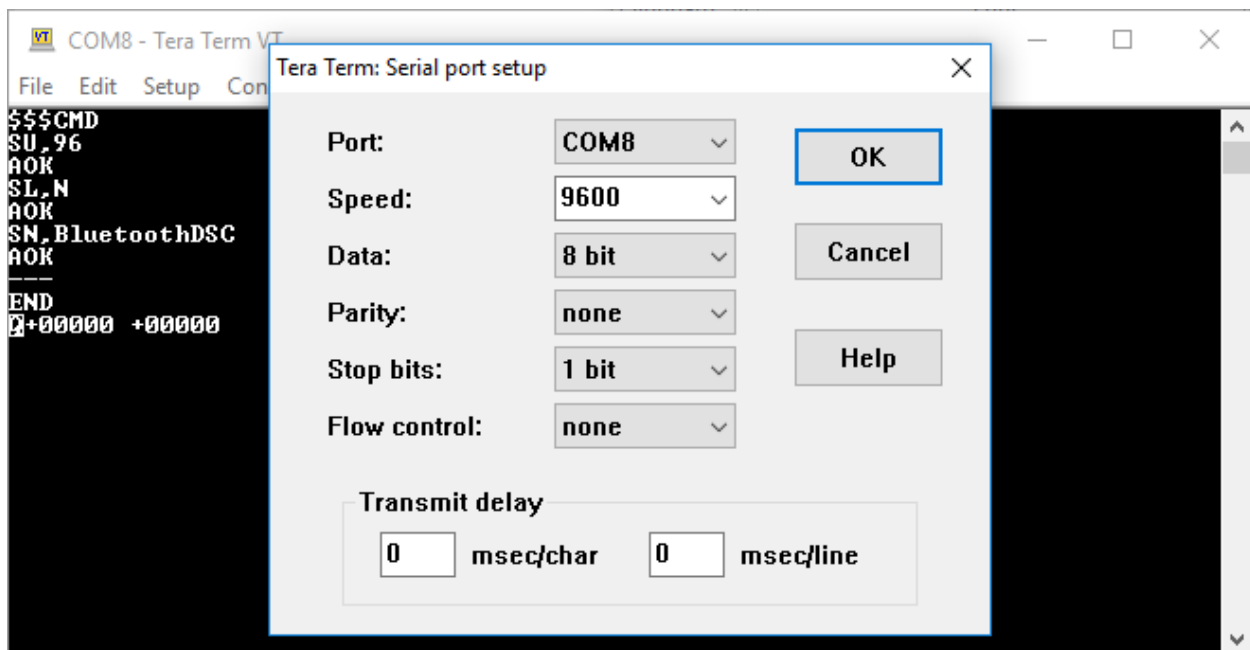 COM8 - Tera Term VT
File Edit Setup Con
$$$CMD
SU,96
AOK
SL,N
AOK
SN,BluetoothDSC
AOK
---
END
+00000 +00000
Tera Term: Serial port setup
Port: COM8
OK
Speed: 9600
Data: 8 bit
Cancel
Parity: none
Stop bits: 1 bit
Help
Flow control: none
Transmit delay
0 msec/char 0 msec/line